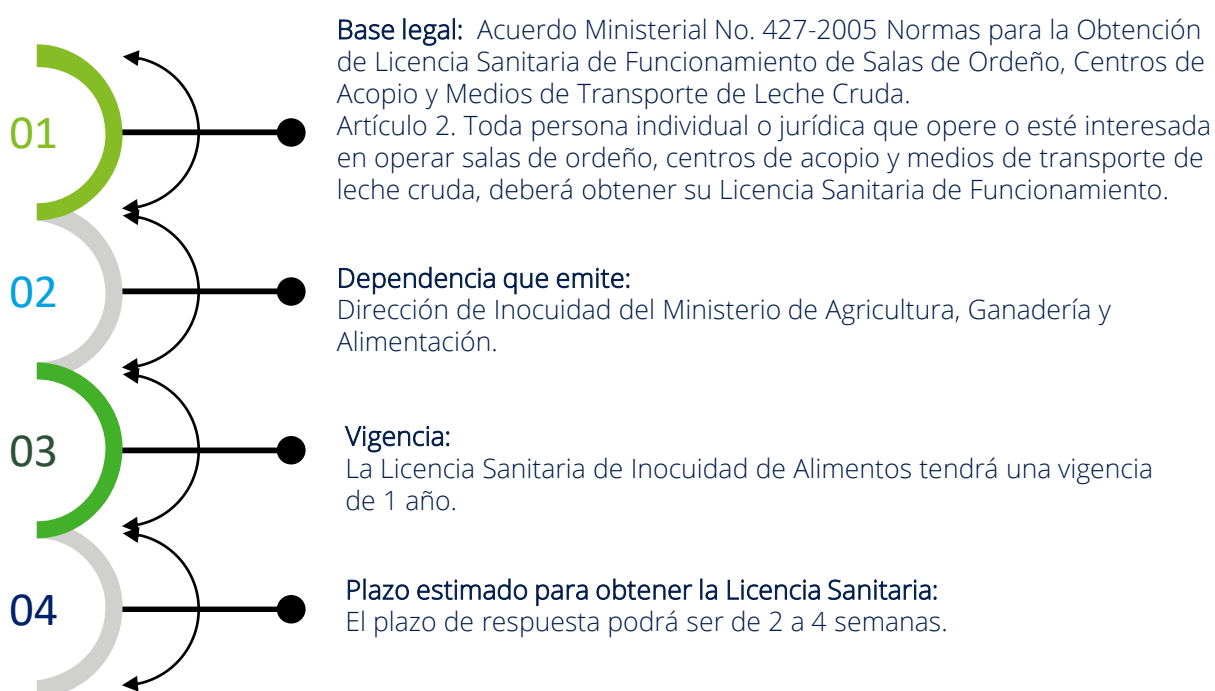 01
Base legal: Acuerdo Ministerial No. 427-2005 Normas para la Obtención
de Licencia Sanitaria de Funcionamiento de Salas de Ordeño, Centros de
Acopio y Medios de Transporte de Leche Cruda.
Artículo 2. Toda persona individual o jurídica que opere o esté interesada
en operar salas de ordeño, centros de acopio y medios de transporte de
leche cruda, deberá obtener su Licencia Sanitaria de Funcionamiento.
02
Dependencia que emite:
Dirección de Inocuidad del Ministerio de Agricultura, Ganadería y
Alimentación.
03
Vigencia:
La Licencia Sanitaria de Inocuidad de Alimentos tendrá una vigencia
de 1 año.
04
Plazo estimado para obtener la Licencia Sanitaria:
El plazo de respuesta podrá ser de 2 a 4 semanas.